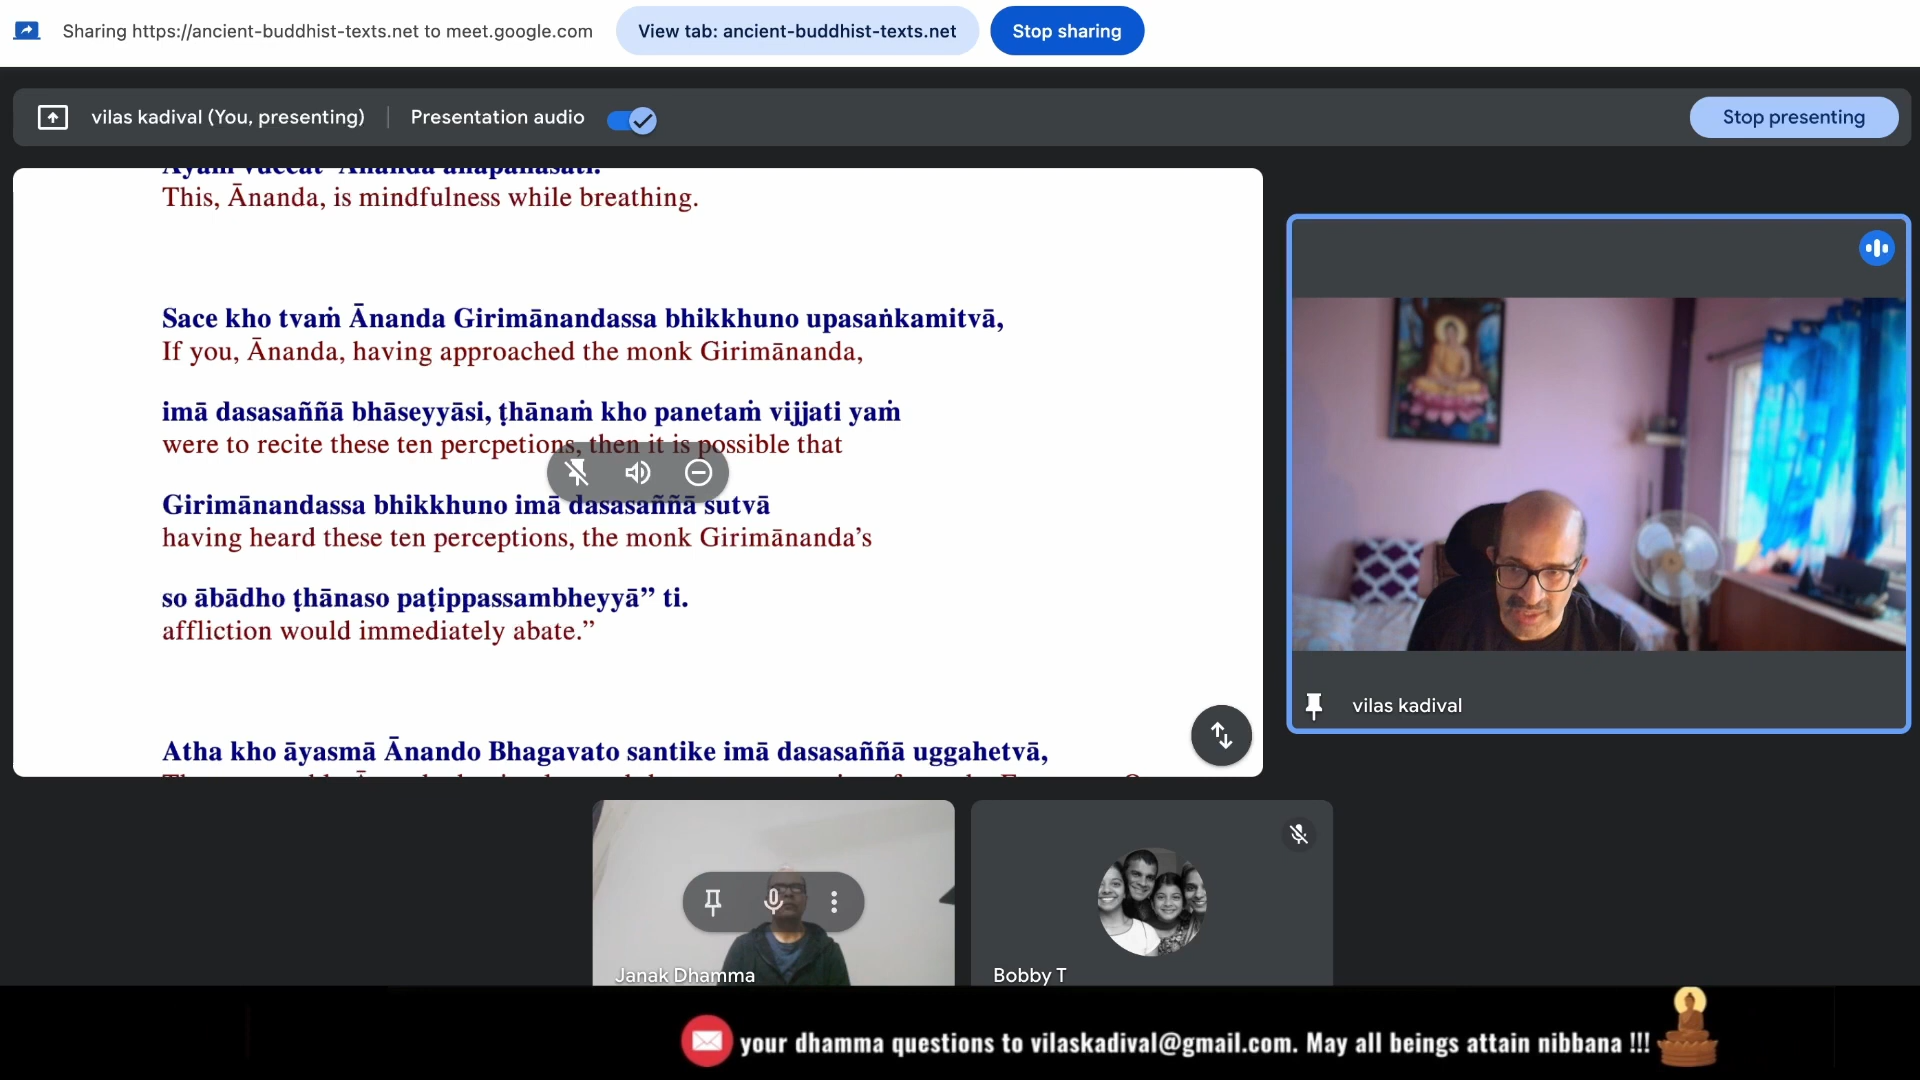 Sharing https://ancient-buddhist-texts.net to meet.google.com
View tab: ancient-buddhist-texts.net
Stop sharing
vilas kadival (You, presenting)
Presentation audio
Stop presenting
Ayaṁ vuccat' Ānanda ānāpānasati.
This, Ānanda, is mindfulness while breathing.
Sace kho tvaṁ Ānanda Girimānandassa bhikkhuno upasaṅkamitvā,
If you, Ānanda, having approached the monk Girimānanda,
imā dasasaññā bhāseyyāsi, ṭhānaṁ kho panetaṁ vijjati yaṁ
were to recite these ten percpetions, then it is possible that
Girimānandassa bhikkhuno imā dasasaññā sutvā
having heard these ten perceptions, the monk Girimānanda’s
so ābādho ṭhānaso paṭippassambheyyā” ti.
affliction would immediately abate.”
Atha kho āyasmā Ānando Bhagavato santike imā dasasaññā uggahetvā,
vilas kadival
Janak Dhamma
Bobby T
your dhamma questions to vilaskadival@gmail.com. May all beings attain nibbana !!!